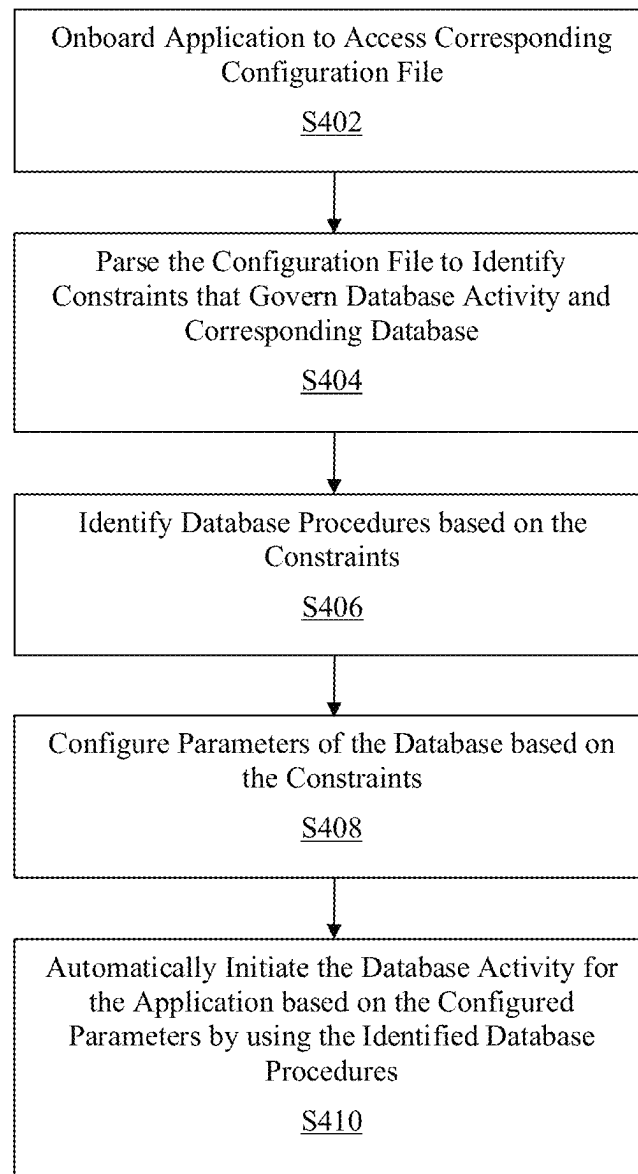 Onboard Application to Access Corresponding
Configuration File
S402
Parse the Configuration File to Identify
Constraints that Govern Database Activity and
Corresponding Database
S404
Identify Database Procedures based on the
Constraints
S406
Configure Parameters of the Database based on
the Constraints
S408
Automatically Initiate the Database Activity for
the Application based on the Configured
Parameters by using the Identified Database
Procedures
S410